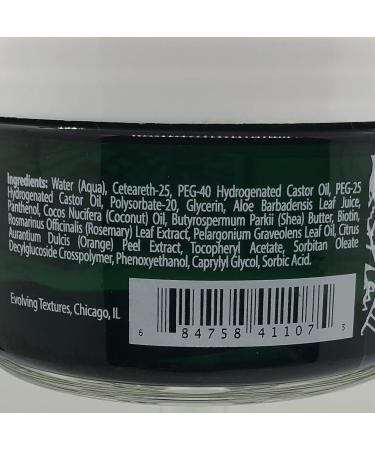 Ingredients: Water (Aqua), Ceteareth-25, PEG-40 Hydrogenated Castor Oil, PEG-25
Hydrogenated Castor Oil, Polysorbate-20, Glycerin, Aloe Barbadensis Leaf Juice,
Panthenol, Cocos Nucifera (Coconut) Oil, Butyrospermum Parkii (Shea) Butter, Biotin,
Rosmarinus Officinalis (Rosemary) Leaf Extract, Pelargonium Graveolens Leaf Oil, Citrus
Aurantium Dulcis (Orange) Peel Extract, Tocopheryl Acetate, Sorbitan Oleate
Decylglucoside Crosspolymer, Phenoxyethanol, Caprylyl Glycol, Sorbic Acid.
Evolving Textures, Chicago, IL
6 84758 41107 3